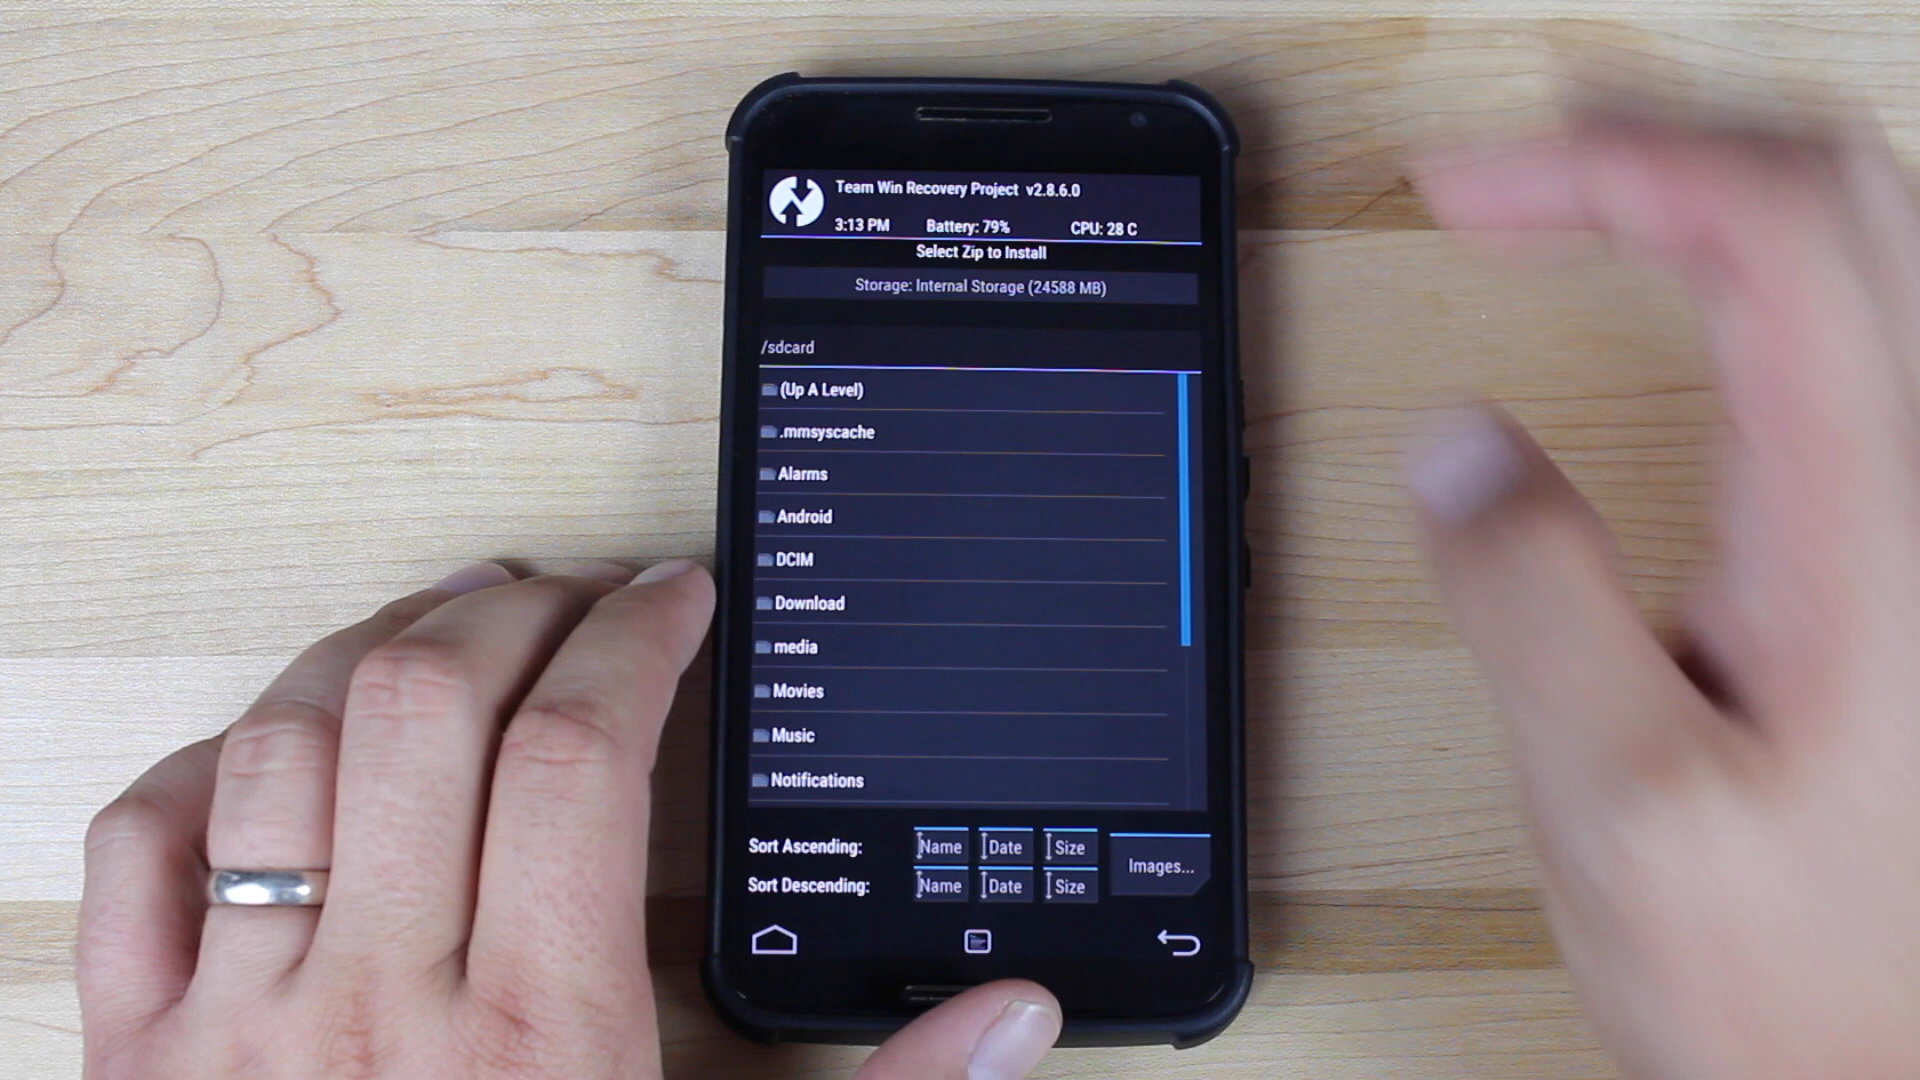 Team Win Recovery Project v2.8.6.0
3:13 PM Battery: 79% CPU: 28 C
Select Zip to Install
Storage: Internal Storage (24588 MB)
/sdcard
(Up A Level)
.mmsyscache
Alarms
Android
DCIM
Download
media
Movies
Music
Notifications
Sort Ascending: Name Date Size
Images...
Sort Descending: Name Date Size